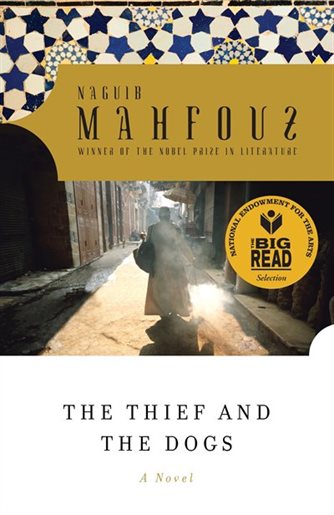 NAGUIB
MAHFOUZ
WINNER OF THE NOBEL PRIZE IN LITERATURE
NATIONAL ENDOWMENT FOR THE ARTS
THE BIG READ
Selection
THE THIEF AND
THE DOGS
A Novel